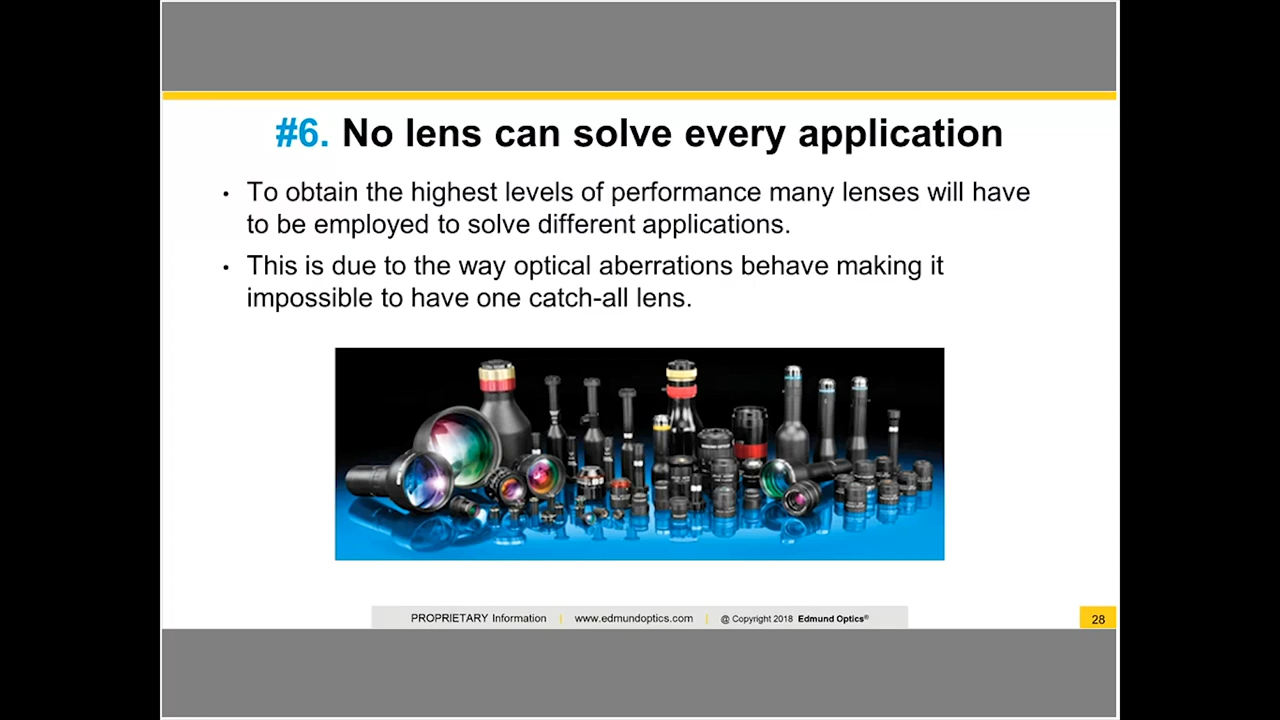 #6. No lens can solve every application
• To obtain the highest levels of performance many lenses will have
to be employed to solve different applications.
• This is due to the way optical aberrations behave making it
impossible to have one catch-all lens.
PROPRIETARY Information | www.edmundoptics.com | @ Copyright 2018 Edmund Optics®
28